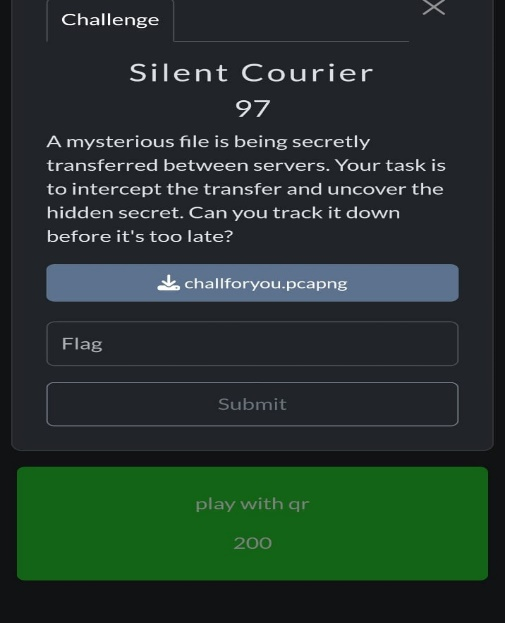 Challenge
Silent Courier
97
A mysterious file is being secretly
transferred between servers. Your task is
to intercept the transfer and uncover the
hidden secret. Can you track it down
before it's too late?
challforyou.pcapng
Flag
Submit
play with qr
200